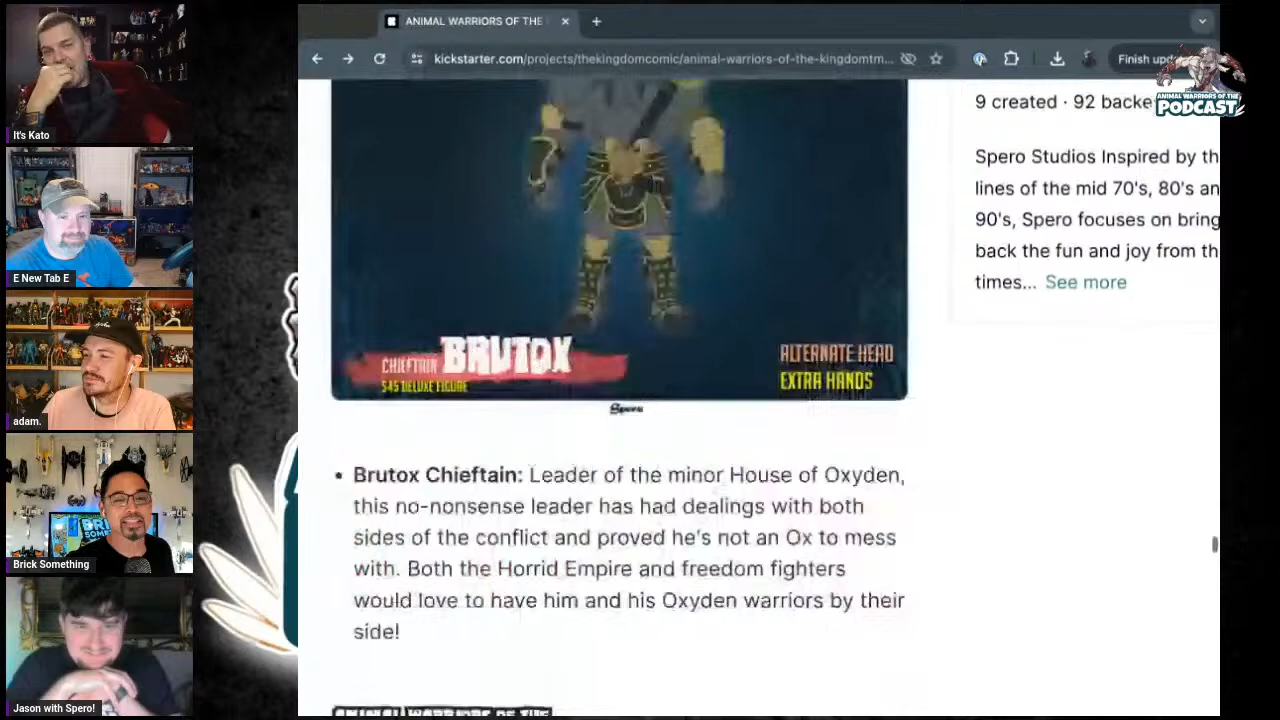 ANIMAL WARRIORS OF THE
kickstarter.com/projects/thekingdomcomic/animal-warriors-of-the-kingdomtm...
Finish upd
ANIMAL WARRIORS OF THE
PODCAST
9 created · 92 backe
Spero Studios Inspired by th
lines of the mid 70's, 80's an
90's, Spero focuses on bring
back the fun and joy from th
times... See more
CHIEFTAIN BRUTOX
$45 DELUXE FIGURE
ALTERNATE HEAD
EXTRA HANDS
Spero
• Brutox Chieftain: Leader of the minor House of Oxyden,
this no-nonsense leader has had dealings with both
sides of the conflict and proved he's not an Ox to mess
with. Both the Horrid Empire and freedom fighters
would love to have him and his Oxyden warriors by their
side!
ANIMAL WARRIORS OF THE
It's Kato
E New Tab E
adam.
Brick Something
Jason with Spero!